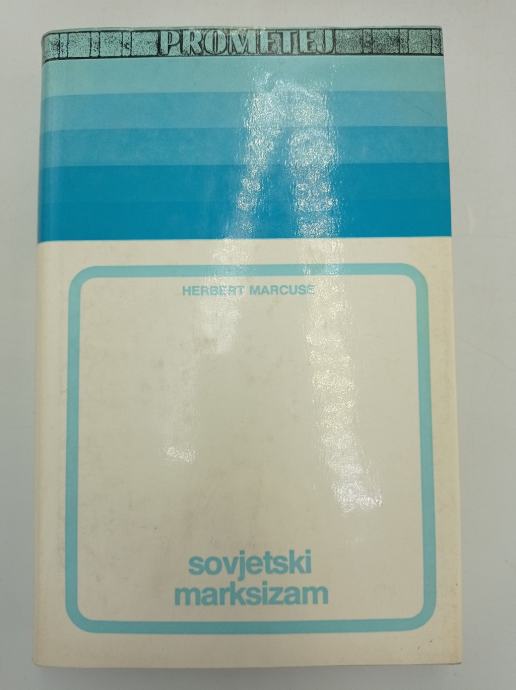 PROMETEJ
HERBERT MARCUSE
sovjetski
marksizam